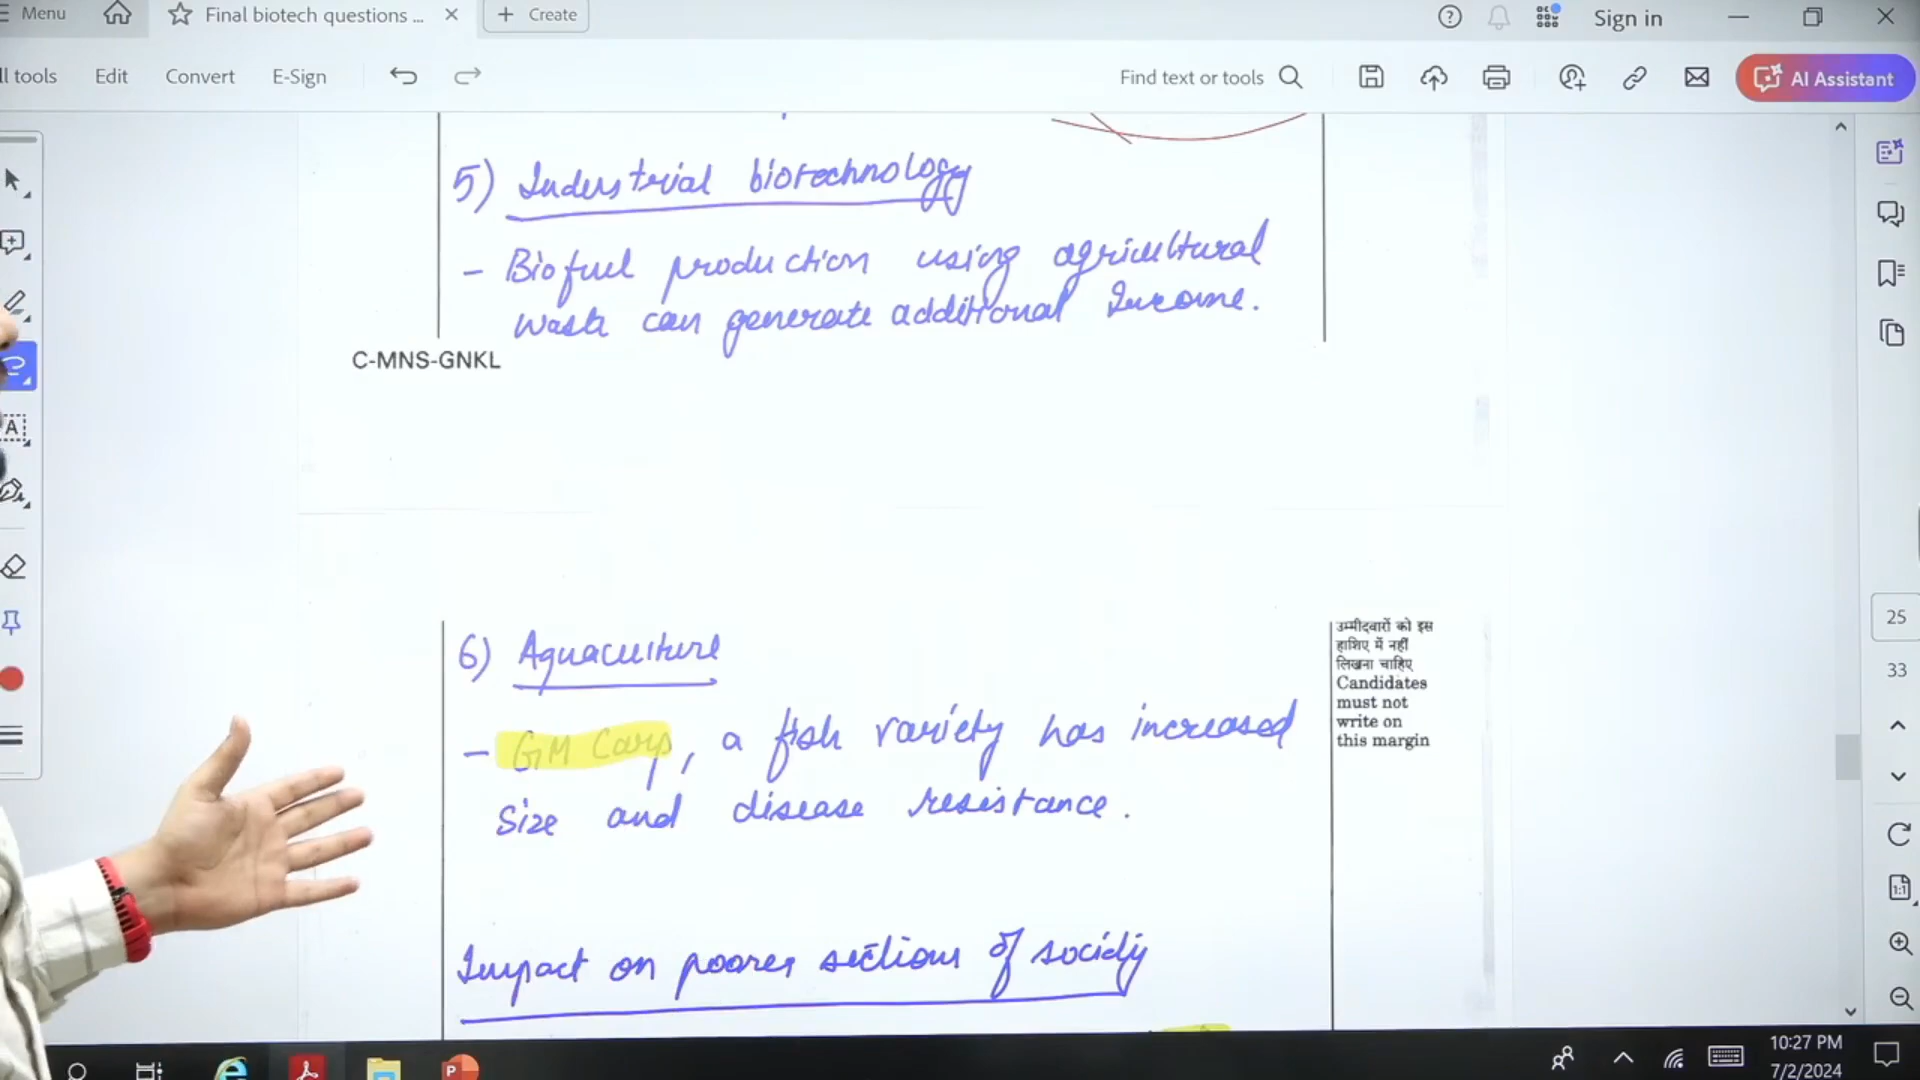 Menu
Final biotech questions ...
Create
Sign in
ll tools
Edit
Convert
E-Sign
Find text or tools
AI Assistant
5) Industrial biotechnology
- Biofuel production using agricultural
waste can generate additional Income.
C-MNS-GNKL
6) Aquaculture
- GM Carp, a fish variety has increased
size and disease resistance.
उम्मीदवारों को इस
हाशिए में नहीं
लिखना चाहिए
Candidates
must not
write on
this margin
Impact on poorer sections of society
25
33
1:1
10:27 PM
7/2/2024